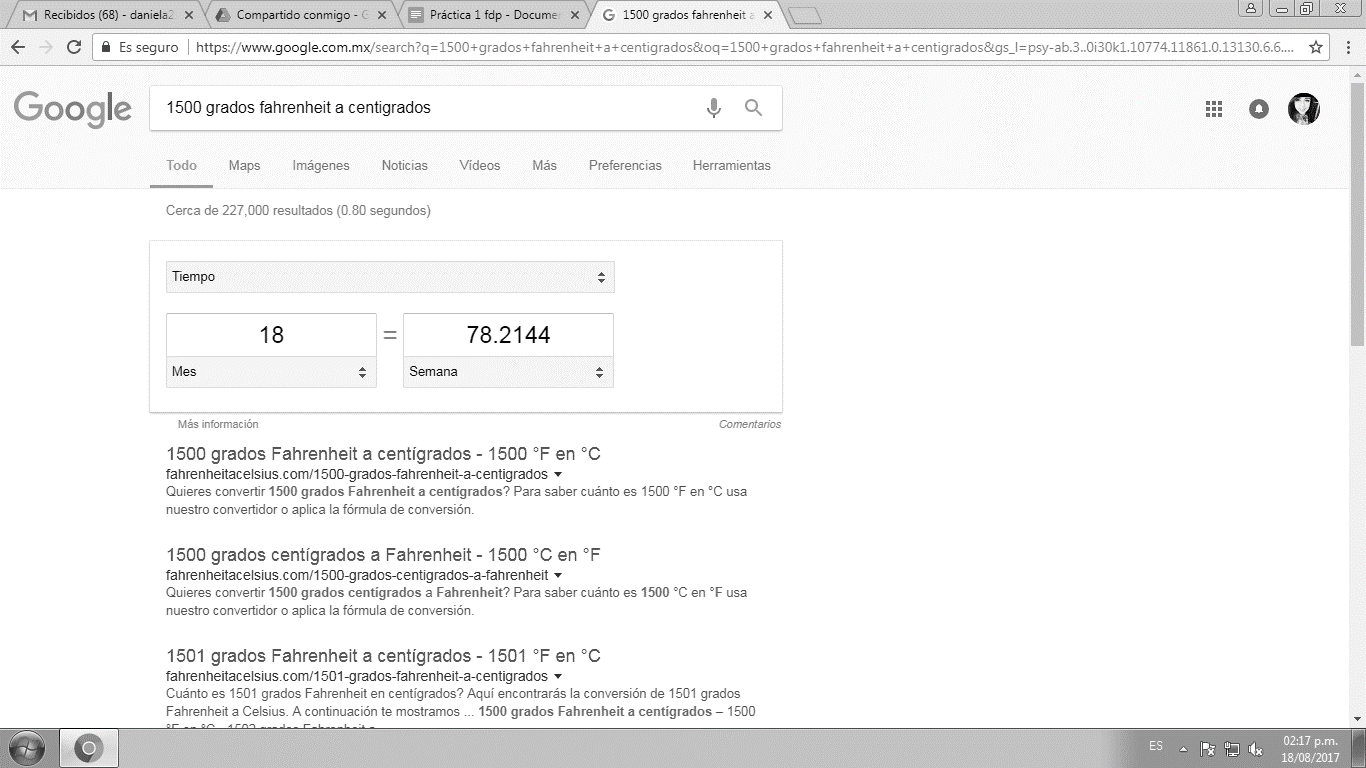 Recibidos (68) - daniela2
Compartido conmigo - G
Práctica 1 fdp - Documen
1500 grados fahrenheit a
Es seguro
https://www.google.com.mx/search?q=1500+grados+fahrenheit+a+centigrados&oq=1500+grados+fahrenheit+a+centigrados&gs_l=psy-ab.3..0i30k1.10774.11861.0.13130.6.6....
Google
1500 grados fahrenheit a centigrados
Todo Maps Imágenes Noticias Vídeos Más Preferencias Herramientas
Cerca de 227,000 resultados (0.80 segundos)
Tiempo
18 = 78.2144
Mes Semana
Más información Comentarios
1500 grados Fahrenheit a centígrados - 1500 °F en °C
fahrenheitacelsius.com/1500-grados-fahrenheit-a-centigrados
Quieres convertir 1500 grados Fahrenheit a centígrados? Para saber cuánto es 1500 °F en °C usa
nuestro convertidor o aplica la fórmula de conversión.
1500 grados centígrados a Fahrenheit - 1500 °C en °F
fahrenheitacelsius.com/1500-grados-centigrados-a-fahrenheit
Quieres convertir 1500 grados centígrados a Fahrenheit? Para saber cuánto es 1500 °C en °F usa
nuestro convertidor o aplica la fórmula de conversión.
1501 grados Fahrenheit a centígrados - 1501 °F en °C
fahrenheitacelsius.com/1501-grados-fahrenheit-a-centigrados
Cuánto es 1501 grados Fahrenheit en centígrados? Aquí encontrarás la conversión de 1501 grados
Fahrenheit a Celsius. A continuación te mostramos ... 1500 grados Fahrenheit a centígrados – 1500
ES
02:17 p.m.
18/08/2017